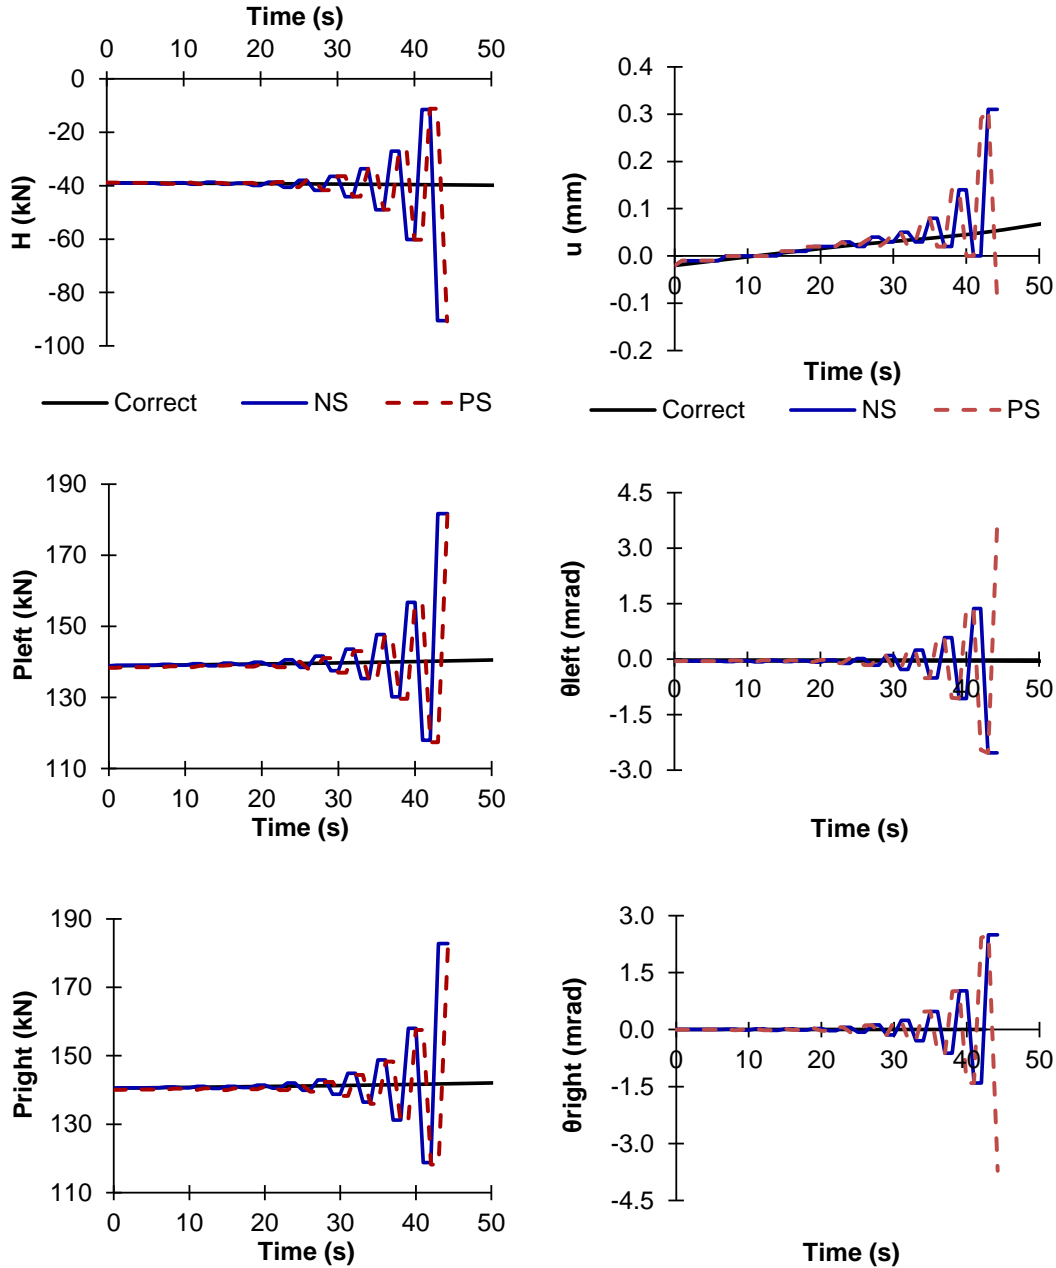 Time (s)
0 10 20 30 40 50
0
-20
-40
-60
-80
-100
H (kN)
Correct NS PS
0.4
0.3
0.2
0.1
0.0
-0.1
-0.2
u (mm)
0 10 20 30 40 50
Time (s)
Correct NS PS
190
170
150
130
110
Pleft (kN)
0 10 20 30 40 50
Time (s)
4.5
3.0
1.5
0.0
-1.5
-3.0
θleft (mrad)
0 10 20 30 40 50
Time (s)
190
170
150
130
110
Pright (kN)
0 10 20 30 40 50
Time (s)
3.0
1.5
0.0
-1.5
-3.0
-4.5
θright (mrad)
0 10 20 30 40 50
Time (s)